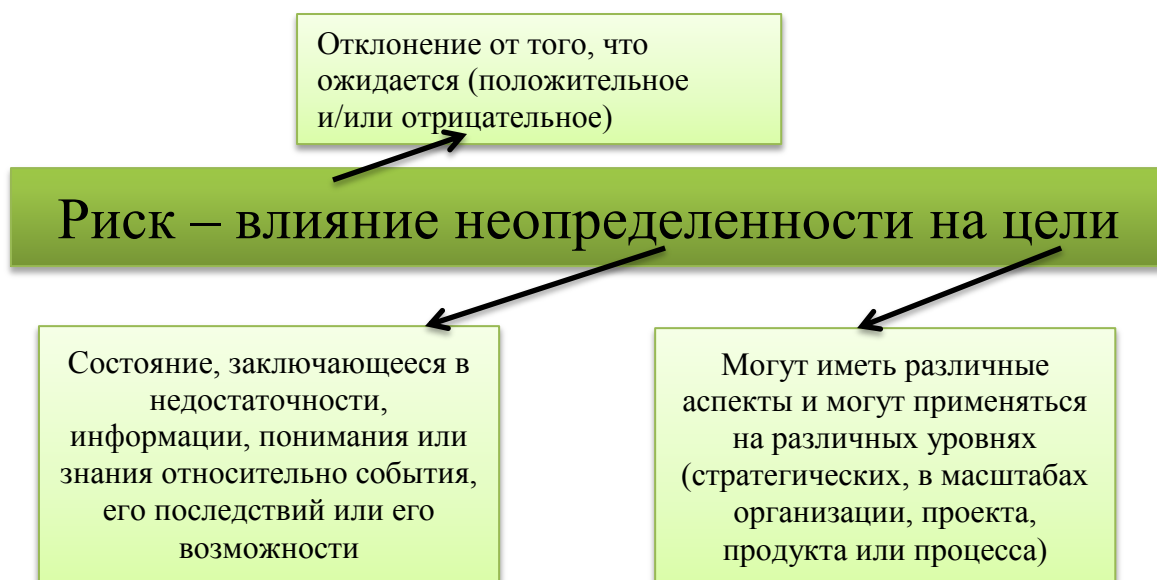 Отклонение от того, что
ожидается (положительное
и/или отрицательное)
Риск – влияние неопределенности на цели
Состояние, заключающееся в
недостаточности,
информации, понимания или
знания относительно события,
его последствий или его
возможности
Могут иметь различные
аспекты и могут применяться
на различных уровнях
(стратегических, в масштабах
организации, проекта,
продукта или процесса)